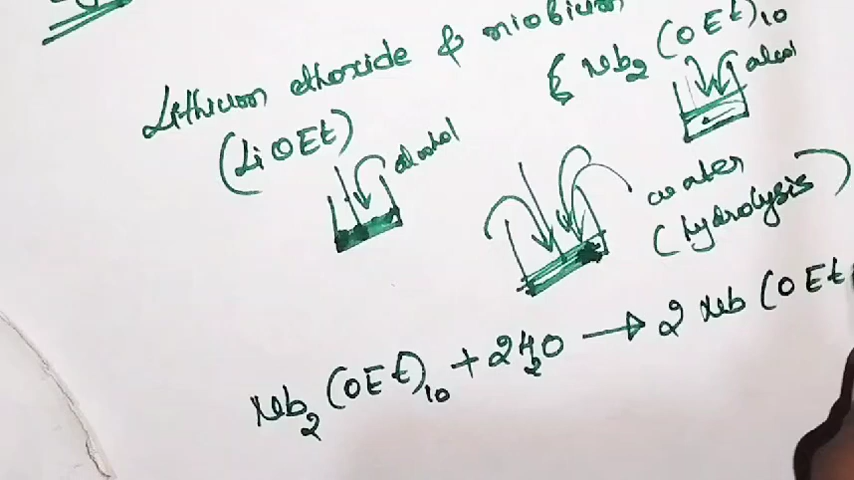 Lithium ethoxide & niobium
(LiOEt)
{ Nb2(OEt)10
alcohol
alcol
water
(hydrolysis)
Nb2(OEt)10 + 2H2O → 2 Nb(OEt